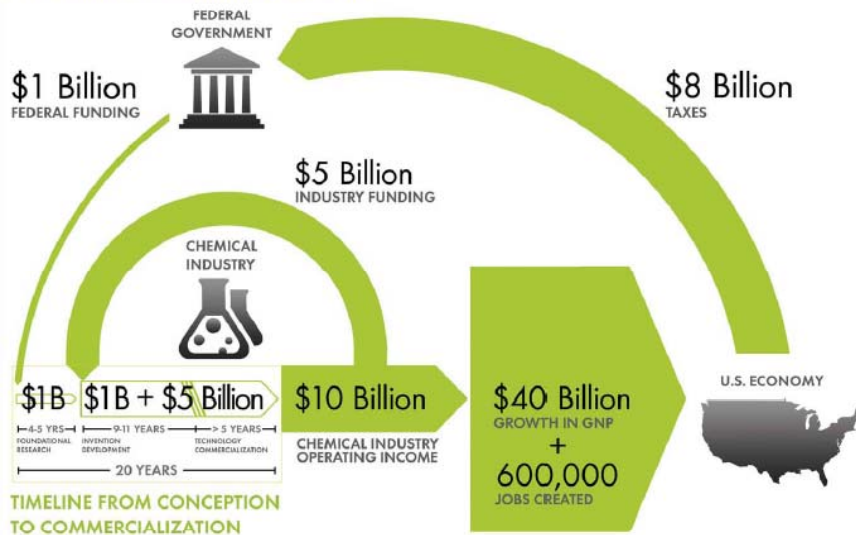 FEDERAL
GOVERNMENT
$1 Billion
FEDERAL FUNDING
$8 Billion
TAXES
$5 Billion
INDUSTRY FUNDING
CHEMICAL
INDUSTRY
$1B
$1B + $5 Billion
4-5 YRS
FOUNDATIONAL
RESEARCH
9-11 YEARS
INVENTION
DEVELOPMENT
> 5 YEARS
TECHNOLOGY
COMMERCIALIZATION
20 YEARS
TIMELINE FROM CONCEPTION
TO COMMERCIALIZATION
$10 Billion
CHEMICAL INDUSTRY
OPERATING INCOME
$40 Billion
GROWTH IN GNP
+
600,000
JOBS CREATED
U.S. ECONOMY